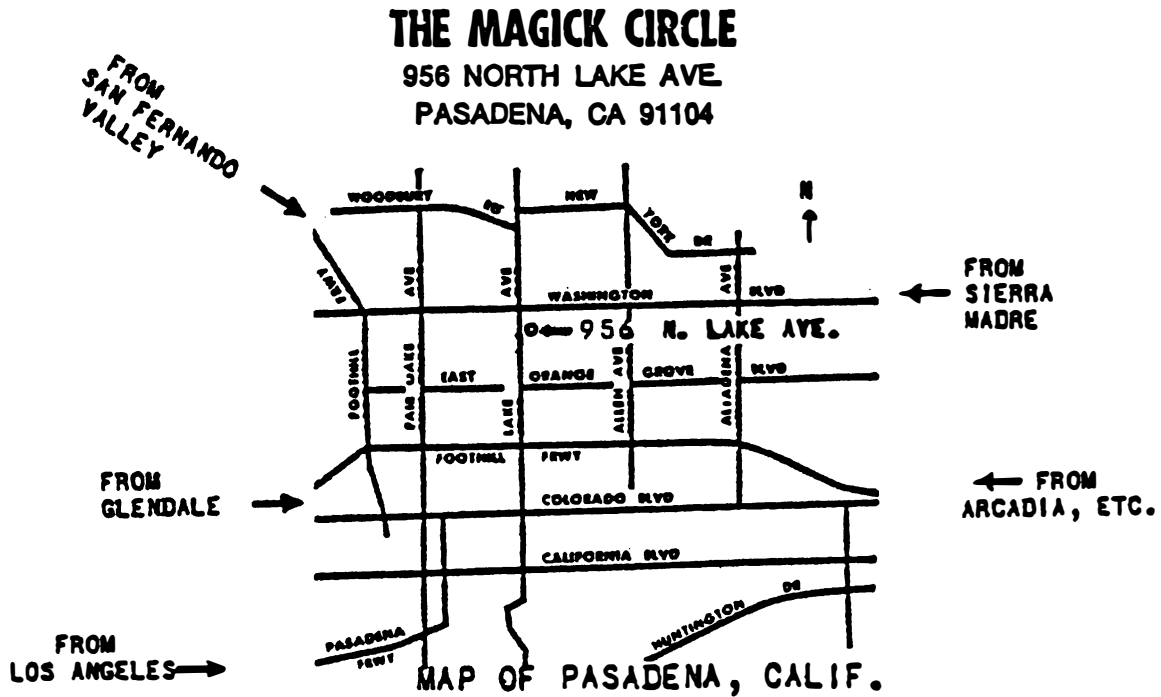 THE MAGICK CIRCLE
956 NORTH LAKE AVE.
PASADENA, CA 91104
FROM
SAN FERNANDO
VALLEY
N
WOODBURY RD
NEW YORK DR
FROM
SIERRA
MADRE
FOOTHILL FRWY
FAIR OAKS AVE
LAKE AVE
ALLEN AVE
ALTADENA AVE
WASHINGTON BLVD
956 N. LAKE AVE.
EAST ORANGE GROVE BLVD
FOOTHILL FRWY
FROM
GLENDALE
COLORADO BLVD
FROM
ARCADIA, ETC.
CALIFORNIA BLVD
HUNTINGTON DR
PASADENA
FRWY
FROM
LOS ANGELES
MAP OF PASADENA, CALIF.